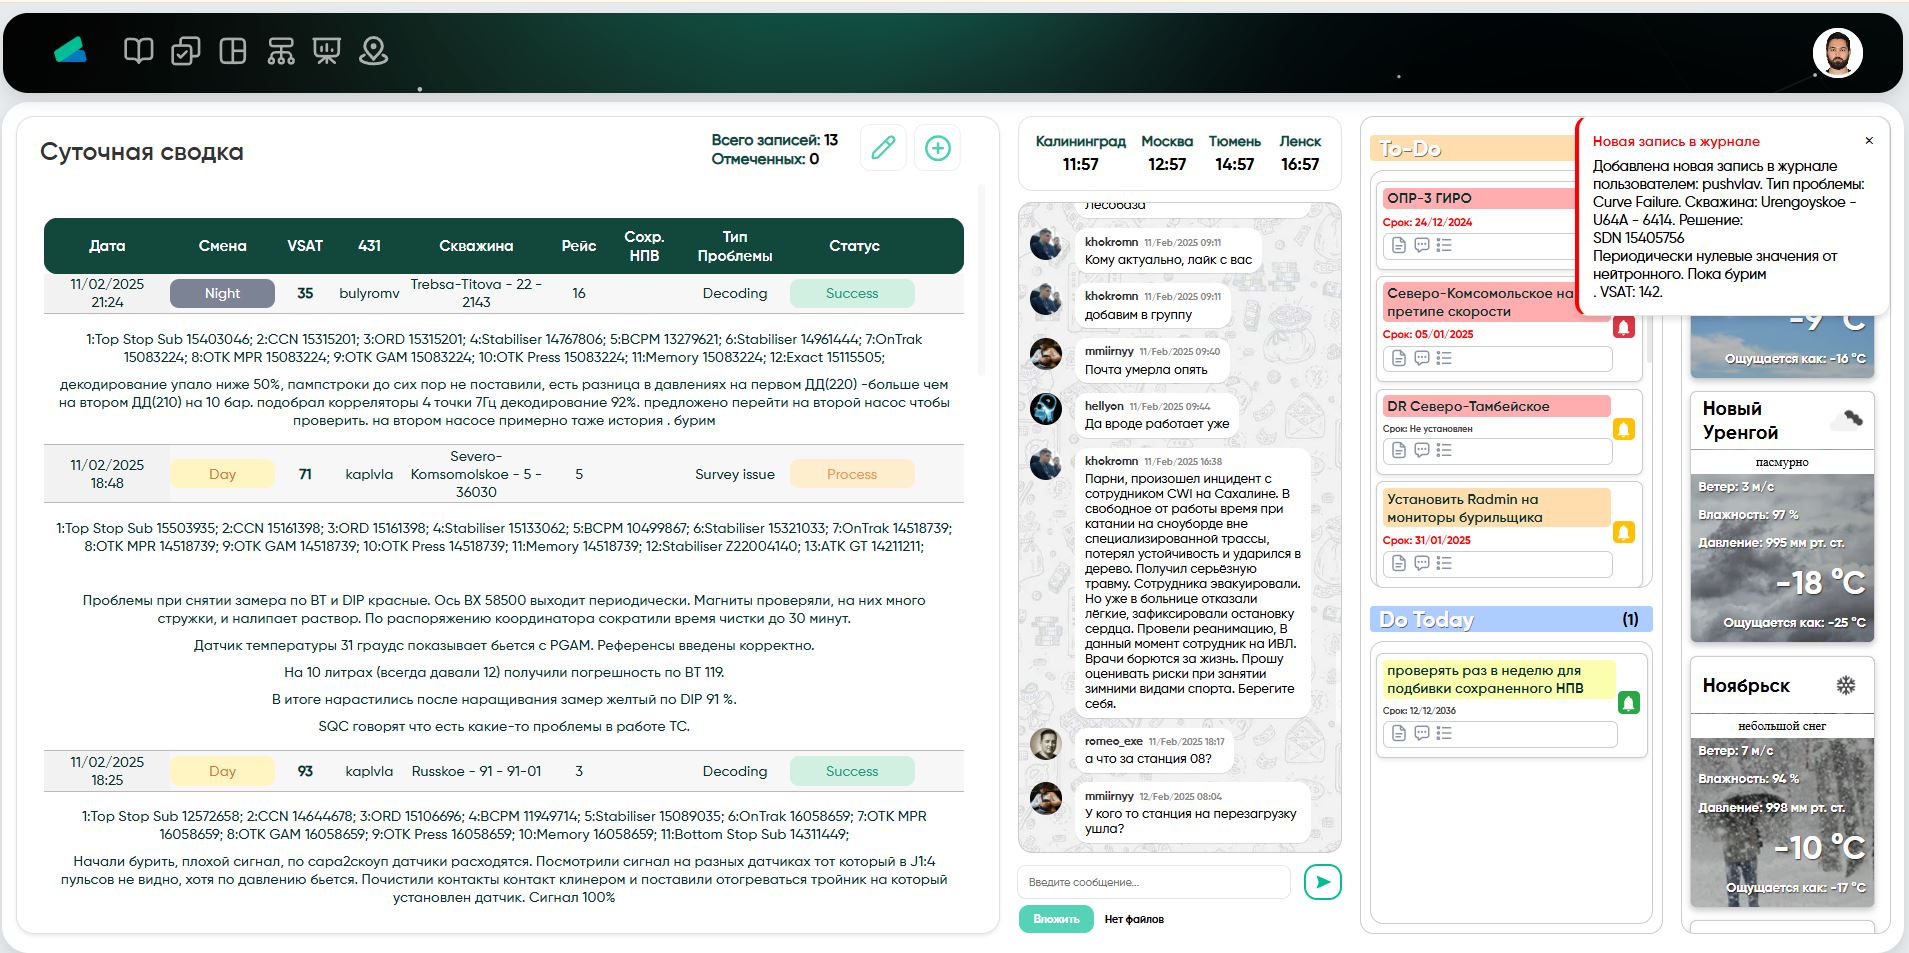 Суточная сводка
Всего записей: 13
Отмеченных: 0
Дата Смена VSAT 431 Скважина Рейс Сохр. НПВ Тип Проблемы Статус
11/02/2025 21:24 Night 35 bulyromv Trebsa-Titova - 22 - 2143 16 Decoding Success
1:Top Stop Sub 15403046; 2:CCN 15315201; 3:ORD 15315201; 4:Stabiliser 14767806; 5:BCPM 13279621; 6:Stabiliser 14961444; 7:OnTrak
15083224; 8:OTK MPR 15083224; 9:OTK GAM 15083224; 10:OTK Press 15083224; 11:Memory 15083224; 12:Exact 15115505;
декодирование упало ниже 50%, пампстроки до сих пор не поставили, есть разница в давлениях на первом ДД(220) -больше чем
на втором ДД(210) на 10 бар. подобрал корреляторы 4 точки 7Гц декодирование 92%. предложено перейти на второй насос чтобы
проверить. на втором насосе примерно таже история . бурим
11/02/2025 18:48 Day 71 kaplvla Severo-Komsomolskoe - 5 - 36030 5 Survey issue Process
1:Top Stop Sub 15503935; 2:CCN 15161398; 3:ORD 15161398; 4:Stabiliser 15133062; 5:BCPM 10499867; 6:Stabiliser 15321033; 7:OnTrak 14518739;
8:OTK MPR 14518739; 9:OTK GAM 14518739; 10:OTK Press 14518739; 11:Memory 14518739; 12:Stabiliser Z22004140; 13:ATK GT 14211211;
Проблемы при снятии замера по BT и DIP красные. Ось BX 58500 выходит периодически. Магниты проверяли, на них много
стружки, и налипает раствор. По распоряжению координатора сократили время чистки до 30 минут.
Датчик температуры 31 граудс показывает бьется с PGAM. Референсы введены корректно.
На 10 литрах (всегда давали 12) получили погрешность по BT 119.
В итоге нарастились после наращивания замер желтый по DIP 91 %.
SQC говорят что есть какие-то проблемы в работе ТС.
11/02/2025 18:25 Day 93 kaplvla Russkoe - 91 - 91-01 3 Decoding Success
1:Top Stop Sub 12572658; 2:CCN 14644678; 3:ORD 15106696; 4:BCPM 11949714; 5:Stabiliser 15089035; 6:OnTrak 16058659; 7:OTK MPR
16058659; 8:OTK GAM 16058659; 9:OTK Press 16058659; 10:Memory 16058659; 11:Bottom Stop Sub 14311449;
Начали бурить, плохой сигнал, по сара2скоуп датчики расходятся. Посмотрили сигнал на разных датчиках тот который в J1:4
пульсов не видно, хотя по давлению бьется. Почистили контакты контакт клинером и поставили отогреваться тройник на который
установлен датчик. Сигнал 100%
Калининград Москва Тюмень Ленск
11:57 12:57 14:57 16:57
Лесобаза
khokromn 11/Feb/2025 09:11
Кому актуально, лайк с вас
khokromn 11/Feb/2025 09:11
добавим в группу
mmiirnyy 11/Feb/2025 09:40
Почта умерла опять
hellyon 11/Feb/2025 09:44
Да вроде работает уже
khokromn 11/Feb/2025 16:38
Парни, произошел инцидент с
сотрудником CWI на Сахалине. В
свободное от работы время при
катании на сноуборде вне
специализированной трассы,
потерял устойчивость и ударился в
дерево. Получил серьёзную
травму. Сотрудника эвакуировали.
Но уже в больнице отказали
лёгкие, зафиксировали остановку
сердца. Провели реанимацию, В
данный момент сотрудник на ИВЛ.
Врачи борются за жизнь. Прошу
оценивать риски при занятии
зимними видами спорта. Берегите
себя.
romeo_exe 11/Feb/2025 18:17
а что за станция 08?
mmiirnyy 12/Feb/2025 08:04
У кого то станция на перезагрузку
ушла?
Введите сообщение...
Вложить Нет файлов
To-Do
ОПР-3 ГИРО
Срок: 24/12/2024
Северо-Комсомольское на
претипе скорости
Срок: 05/01/2025
DR Северо-Тамбейское
Срок: Не установлен
Установить Radmin на
мониторы бурильщика
Срок: 31/01/2025
Do Today (1)
проверять раз в неделю для
подбивки сохраненного НПВ
Срок: 12/12/2036
Новая запись в журнале ×
Добавлена новая запись в журнале
пользователем: pushvlav. Тип проблемы:
Curve Failure. Скважина: Urengoyskoe -
U64A - 6414. Решение:
SDN 15405756
Периодически нулевые значения от
нейтронного. Пока бурим
. VSAT: 142.
-9 °C
Ощущается как: -16 °C
Новый
Уренгой
пасмурно
Ветер: 3 м/с
Влажность: 97 %
Давление: 995 мм рт. ст.
-18 °C
Ощущается как: -25 °C
Ноябрьск
небольшой снег
Ветер: 7 м/с
Влажность: 94 %
Давление: 998 мм рт. ст.
-10 °C
Ощущается как: -17 °C